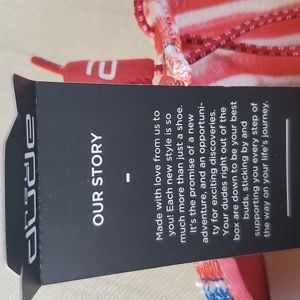 OUR STORY
–
Made with love from us to
you! Each new style is so
much more than just a shoe.
It's the promise of a new
adventure, and an opportuni-
ty for exciting discoveries.
Your dudes right out of the
box are down to be your best
buds, sticking by and
supporting you every step of
the way on your life's journey.